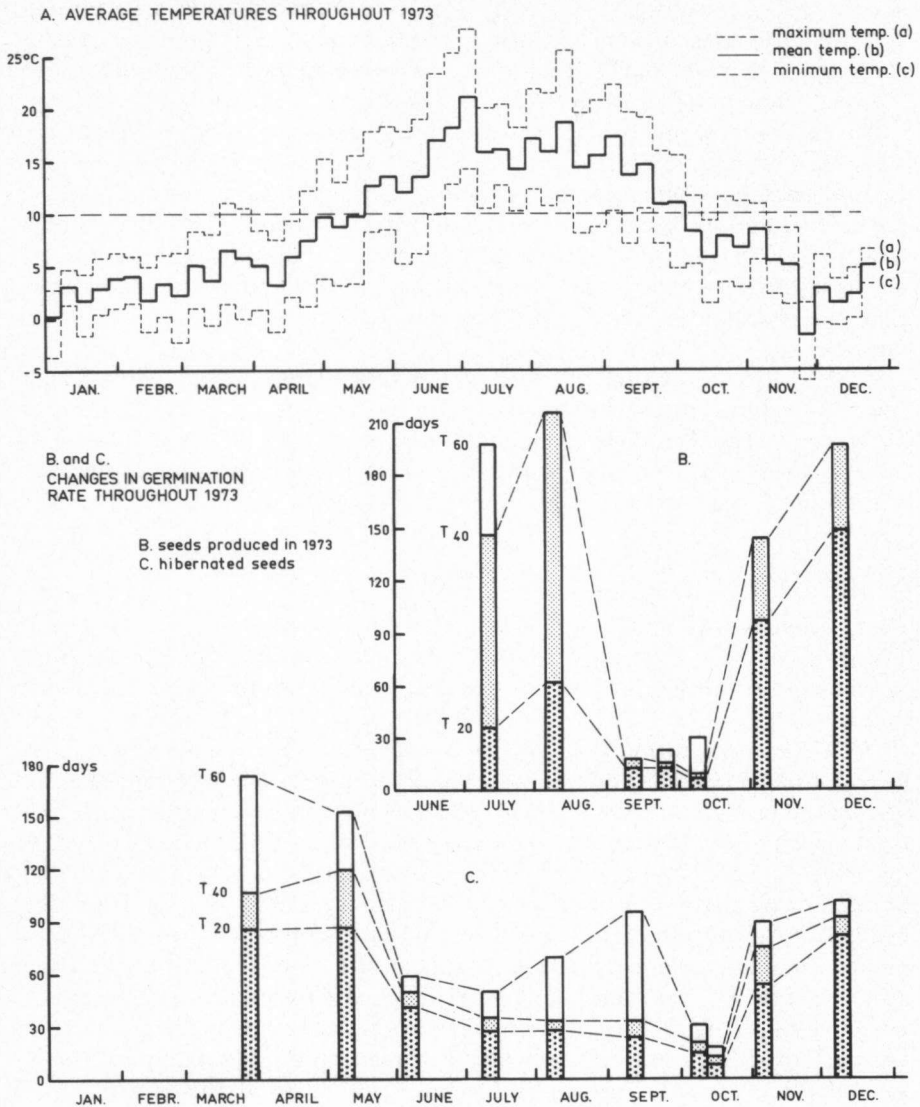 A. AVERAGE TEMPERATURES THROUGHOUT 1973
maximum temp. (a)
mean temp. (b)
minimum temp. (c)
25°C
20
15
10
5
0
-5
(a)
(b)
(c)
JAN. FEBR. MARCH APRIL MAY JUNE JULY AUG. SEPT. OCT. NOV. DEC.
B. and C.
CHANGES IN GERMINATION
RATE THROUGHOUT 1973
B. seeds produced in 1973
C. hibernated seeds
B.
210 days
180
150
120
90
60
30
0
T 60
T 40
T 20
JUNE JULY AUG. SEPT. OCT. NOV. DEC.
C.
180 days
150
120
90
60
30
0
T 60
T 40
T 20
JAN. FEBR. MARCH APRIL MAY JUNE JULY AUG. SEPT. OCT. NOV. DEC.